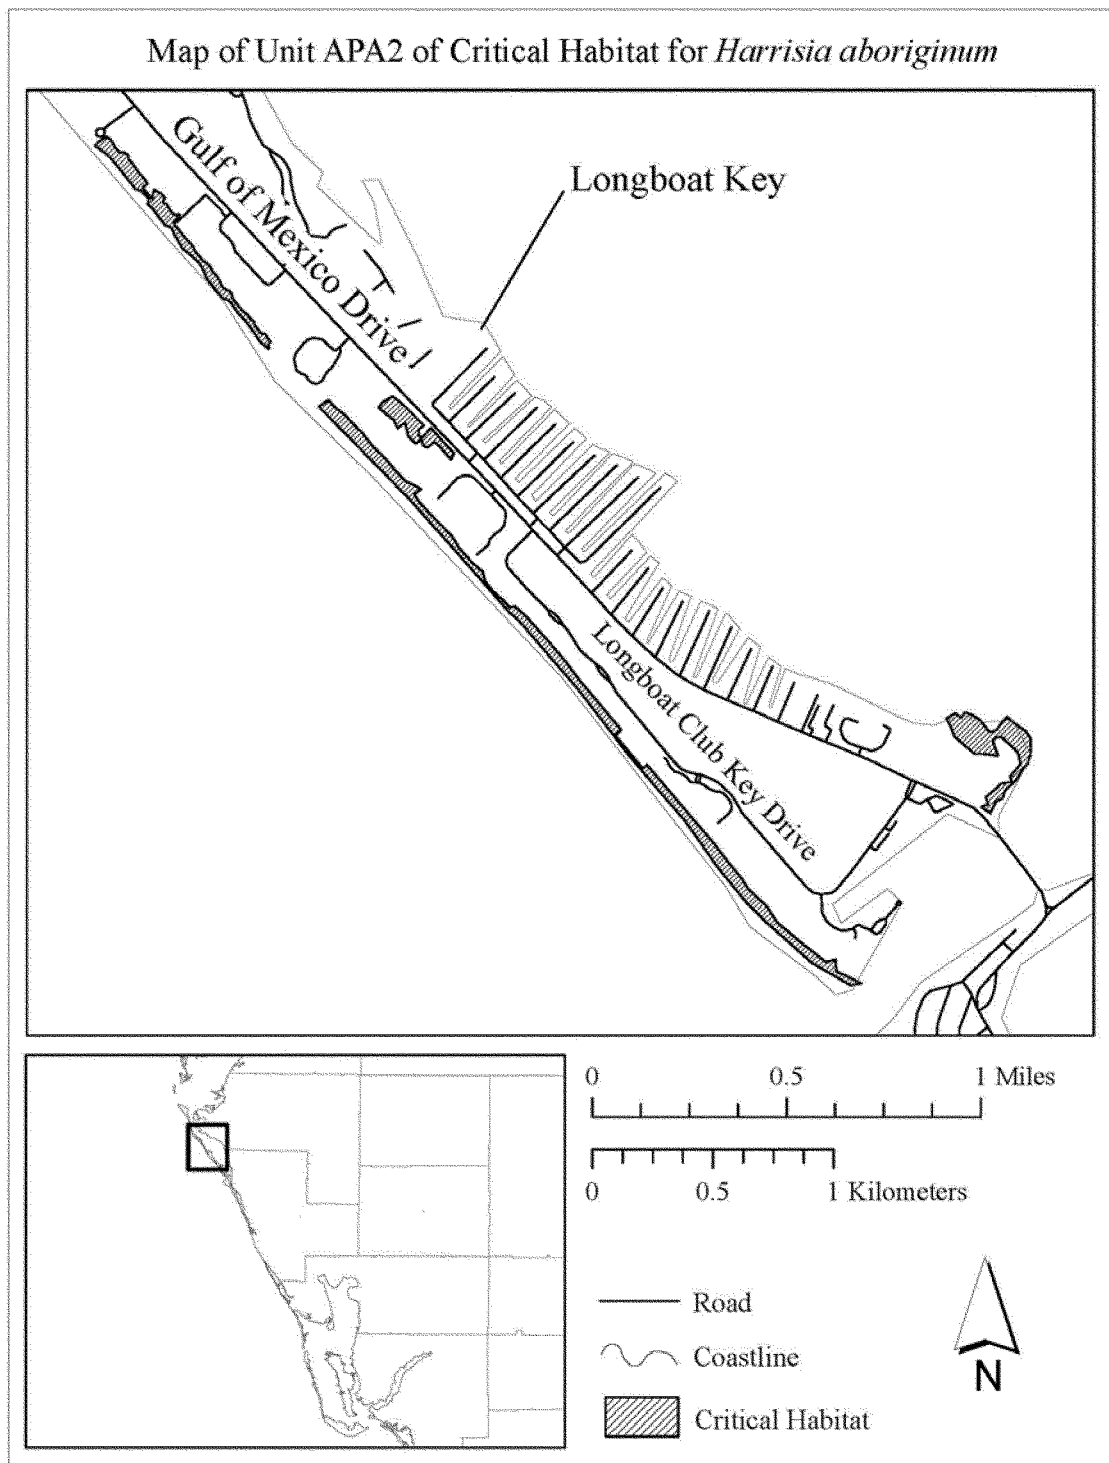 Map of Unit APA2 of Critical Habitat for Harrisia aboriginum
Gulf of Mexico Drive
Longboat Key
Longboat Club Key Drive
0 0.5 1 Miles
0 0.5 1 Kilometers
Road
Coastline
Critical Habitat
N